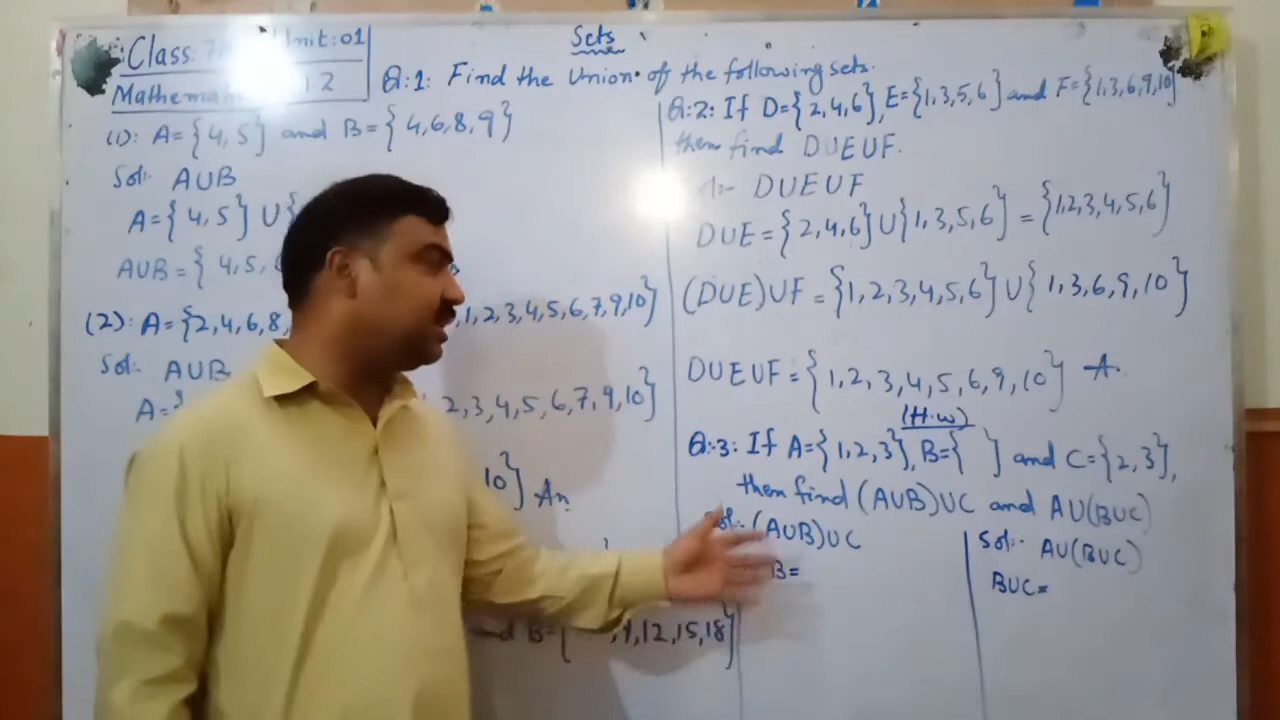 Sets
Class
Unit:01
Q:1: Find the Union of the following sets.
(1): A={4,5} and B={4,6,8,9}
Sol:- AUB
A={4,5} U{
AUB={4,5,
(2): A={2,4,6,8, ,1,2,3,4,5,6,7,9,10}
Sol:- AUB
A={ 2,3,4,5,6,7,9,10}
10} An.
and B={ ,12,15,18}
Q:2: If D={2,4,6}, E={1,3,5,6} and F={1,3,6,9,10}
then find DUEUF.
DUEUF
DUE={2,4,6}U{1,3,5,6} = {1,2,3,4,5,6}
(DUE)UF={1,2,3,4,5,6}U{1,3,6,9,10}
DUEUF={1,2,3,4,5,6,9,10} A.
(H.w)
Q:3: If A={1,2,3}, B={ } and C={2,3},
then find (AUB)UC and AU(BUC)
Sol:- (AUB)UC
B=
Sol:- AU(BUC)
BUC=